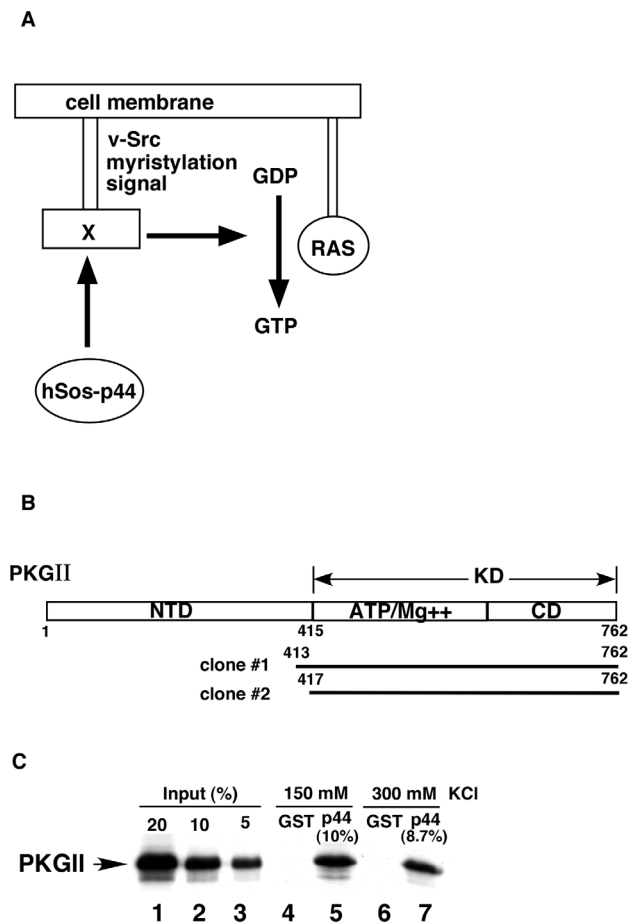 A
cell membrane
v-Src
myristylation
signal
GDP
X
RAS
GTP
hSos-p44
B
PKGII
KD
NTD
ATP/Mg++
CD
1
415
762
413
762
clone #1
417
762
clone #2
C
Input (%)
150 mM
300 mM
KCl
20
10
5
GST
p44
(10%)
GST
p44
(8.7%)
PKGII
1 2 3 4 5 6 7